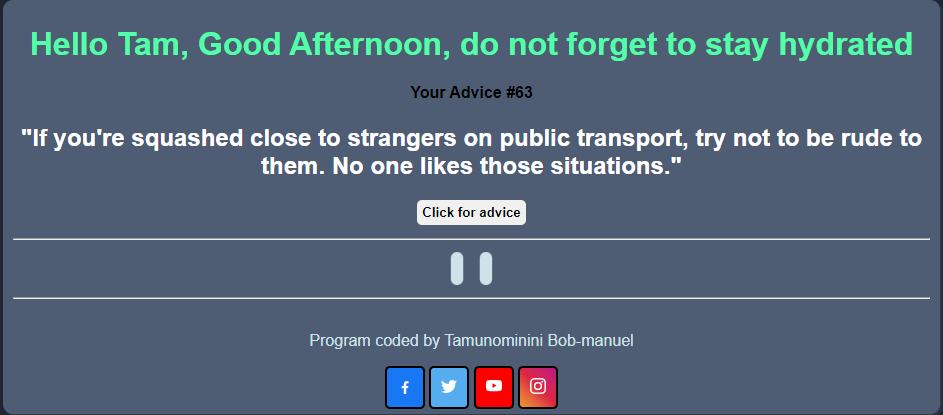 Hello Tam, Good Afternoon, do not forget to stay hydrated
Your Advice #63
"If you're squashed close to strangers on public transport, try not to be rude to
them. No one likes those situations."
Click for advice
Program coded by Tamunominini Bob-manuel